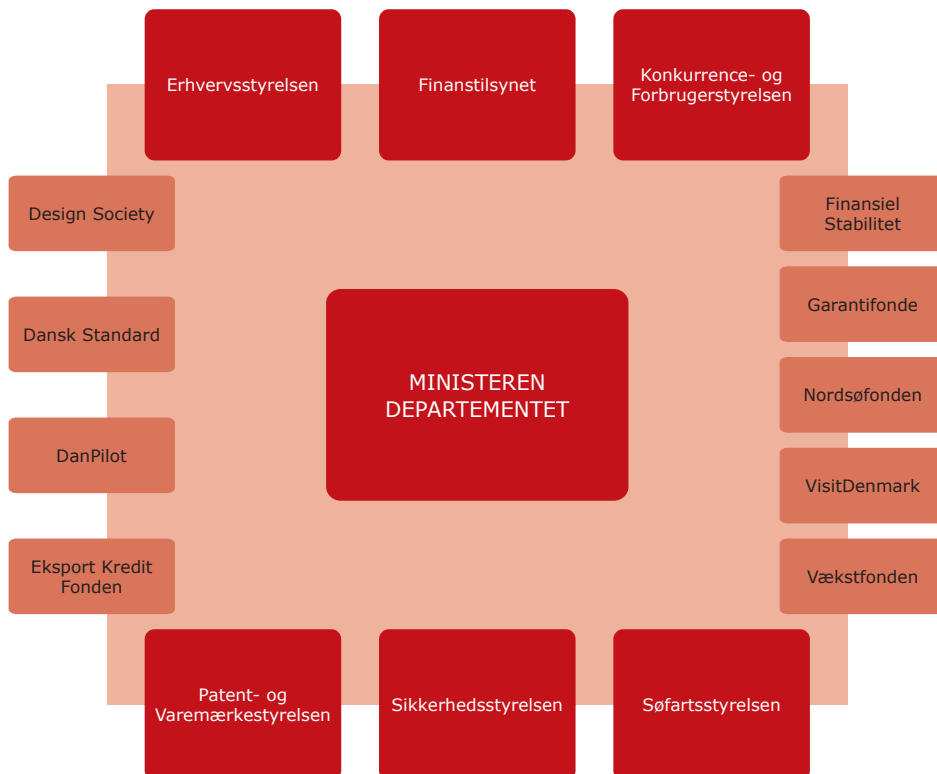 Erhvervsstyrelsen
Finanstilsynet
Konkurrence- og
Forbrugerstyrelsen
Design Society
Dansk Standard
DanPilot
Eksport Kredit
Fonden
MINISTEREN
DEPARTEMENTET
Finansiel
Stabilitet
Garantifonde
Nordsøfonden
VisitDenmark
Vækstfonden
Patent- og
Varemærkestyrelsen
Sikkerhedsstyrelsen
Søfartsstyrelsen